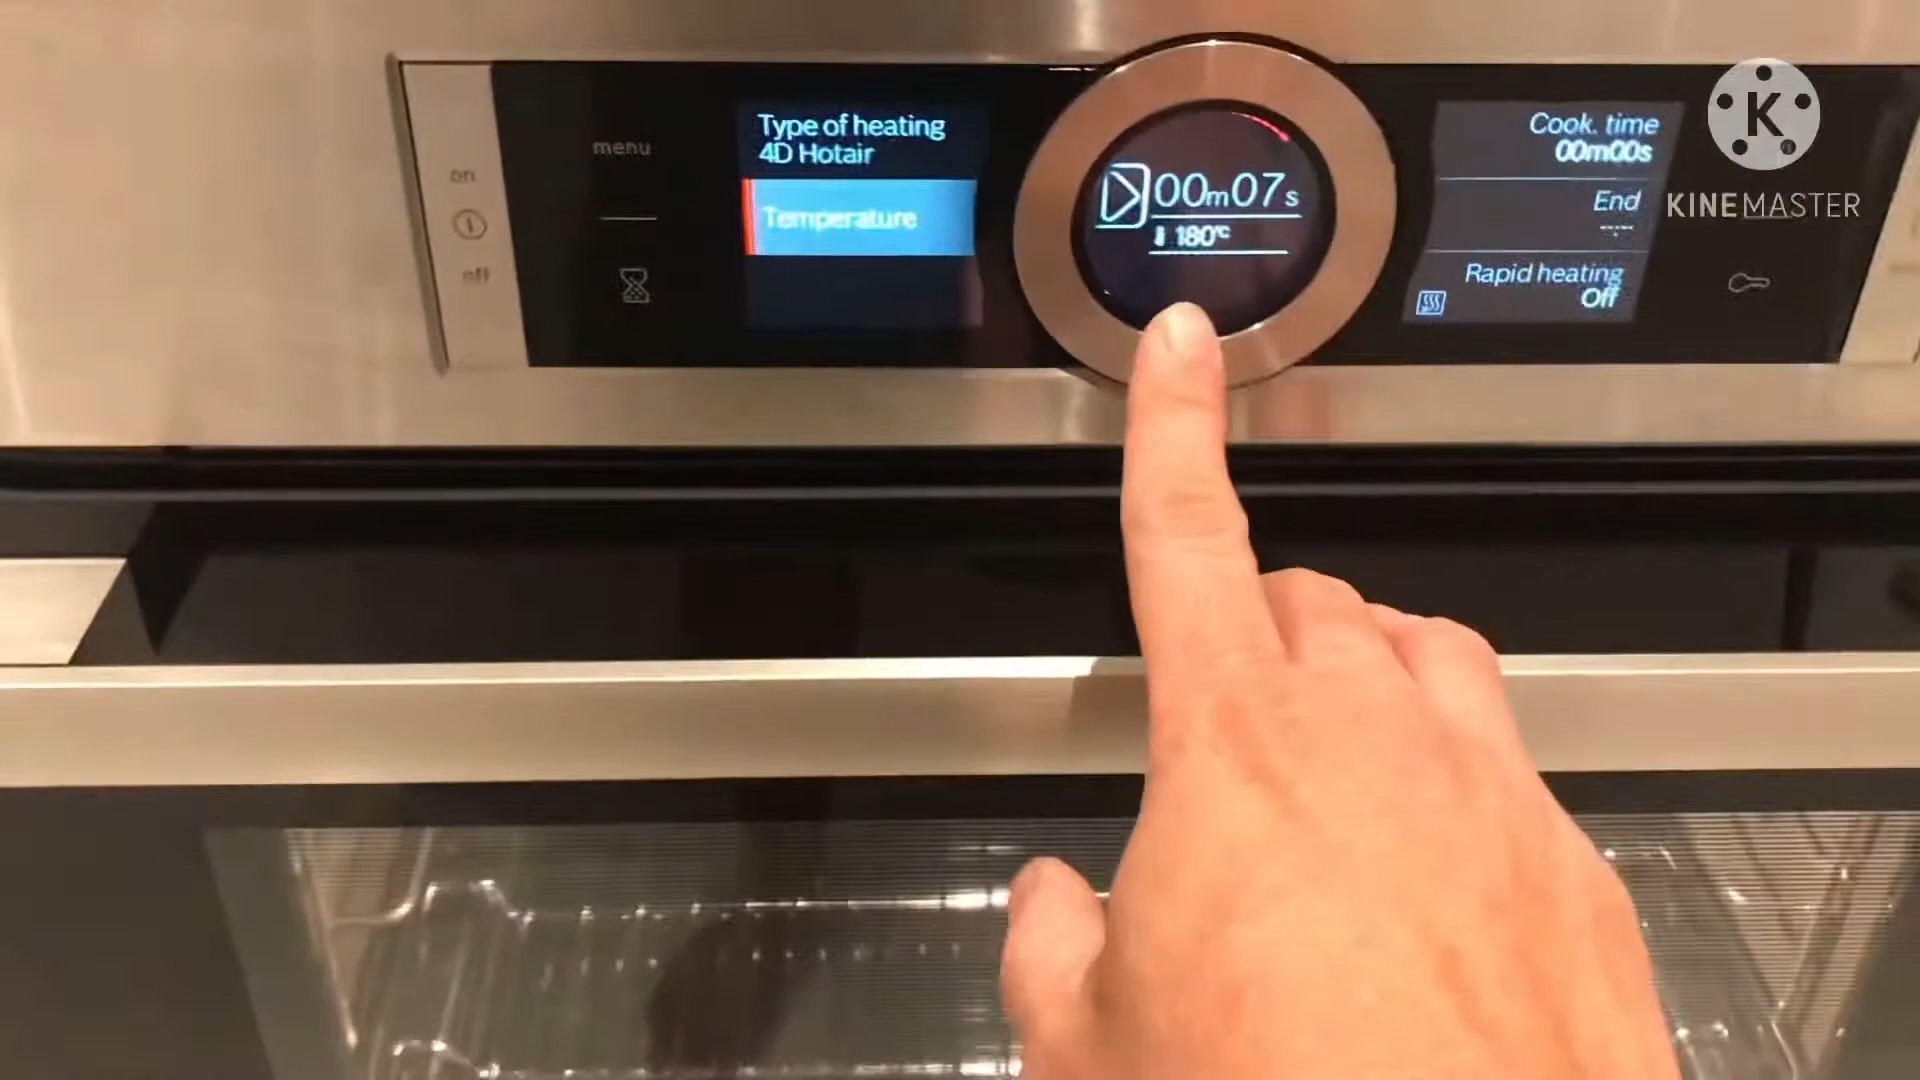 on
off
menu
Type of heating
4D Hotair
Temperature
00m07s
180°C
Cook. time
00m00s
End
--:--
Rapid heating
Off
K
KINEMASTER